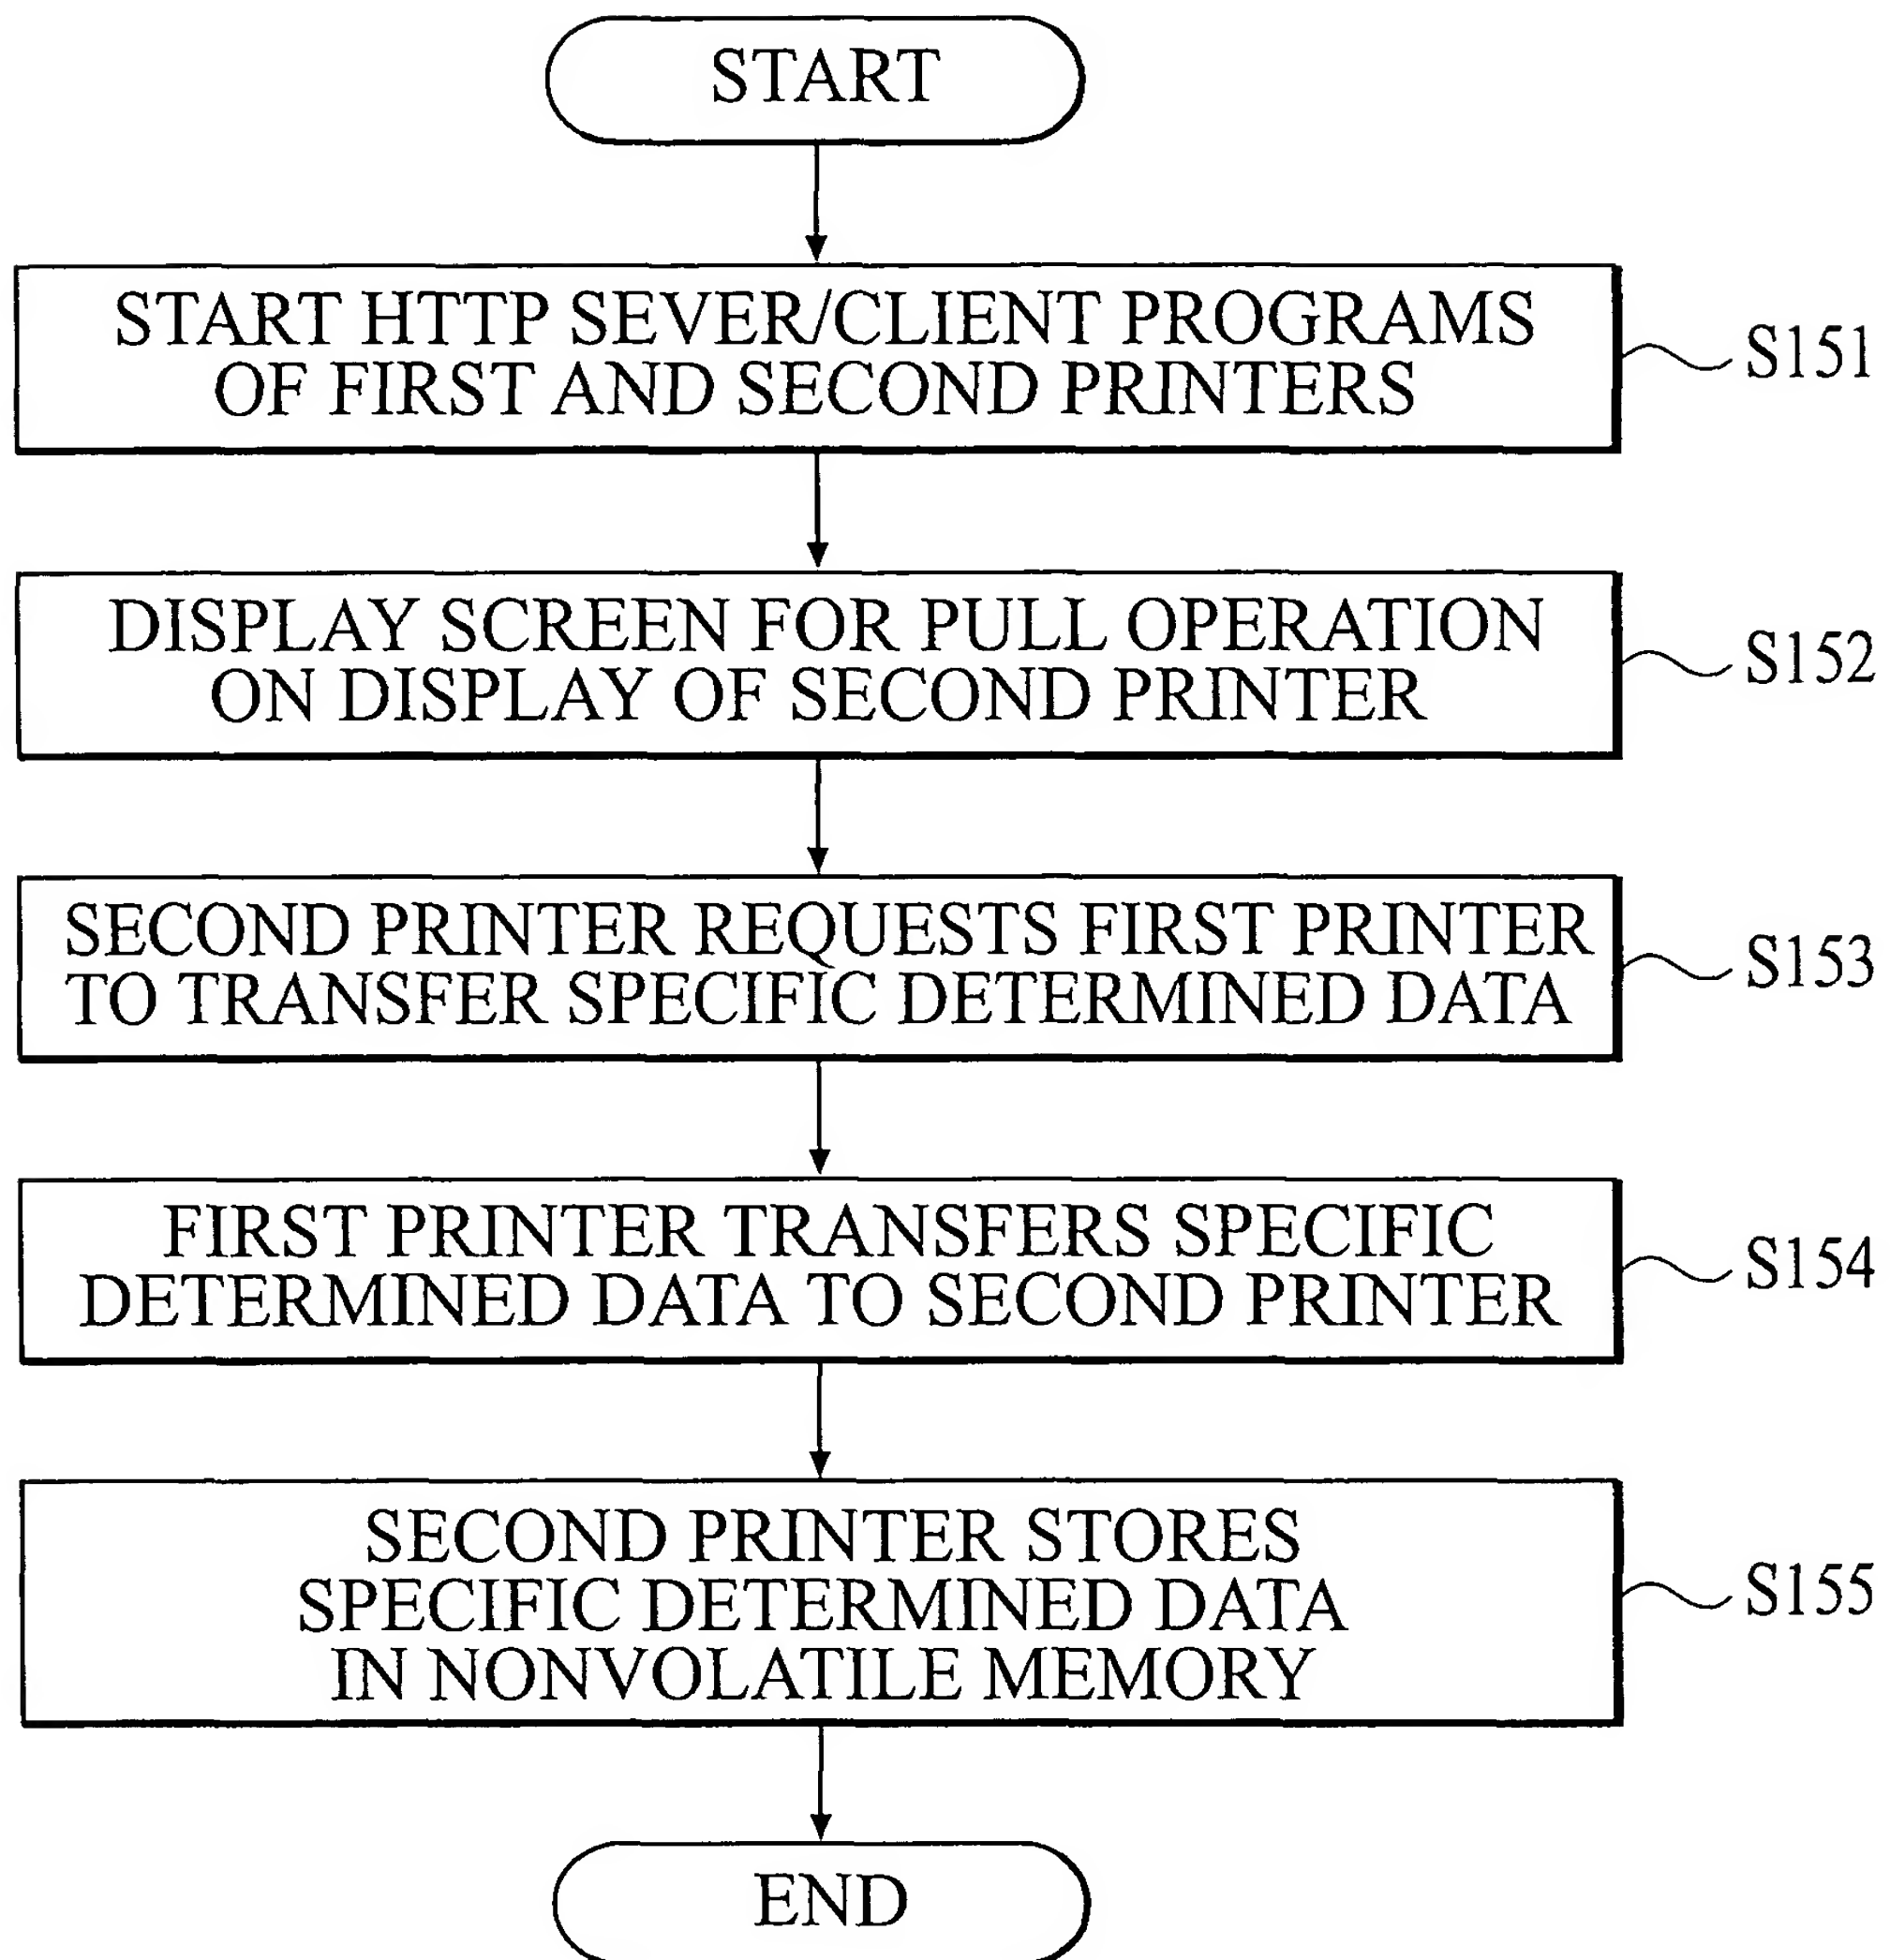 START
START HTTP SEVER/CLIENT PROGRAMS
OF FIRST AND SECOND PRINTERS
S151
DISPLAY SCREEN FOR PULL OPERATION
ON DISPLAY OF SECOND PRINTER
S152
SECOND PRINTER REQUESTS FIRST PRINTER
TO TRANSFER SPECIFIC DETERMINED DATA
S153
FIRST PRINTER TRANSFERS SPECIFIC
DETERMINED DATA TO SECOND PRINTER
S154
SECOND PRINTER STORES
SPECIFIC DETERMINED DATA
IN NONVOLATILE MEMORY
S155
END